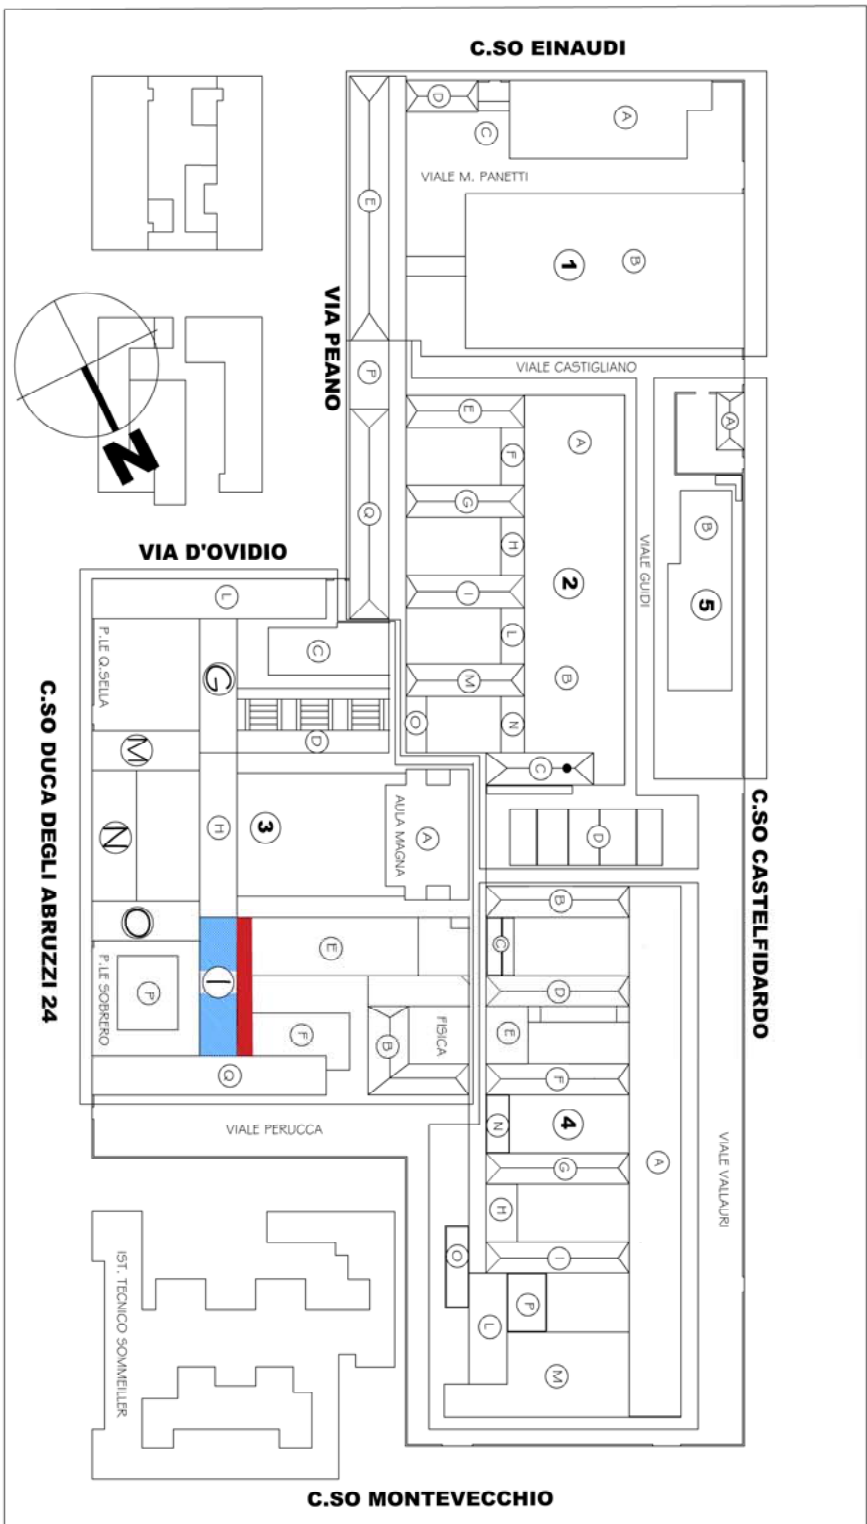 C.SO EINAUDI
D
A
C
VIALE M. PANETTI
E
1
B
VIA PEANO
VIALE CASTIGLIANO
P
E
A
A
F
N
Q
G
B
H
2
VIALE GUIDI
5
I
VIA D'OVIDIO
L
L
P.LE Q.SELLA
C
G
M
B
O
N
C.SO DUCA DEGLI ABRUZZI 24
M
D
C
N
H
3
AULA MAGNA
A
D
C.SO CASTELFIDARDO
O
B
E
C
P.LE SOBRERO
P
I
D
F
B
FISICA
E
Q
F
VIALE PERUCCA
N
4
VIALE VALLAURI
G
A
H
IST. TECNICO SOMMEILLER
O
I
P
L
M
C.SO MONTEVECCHIO